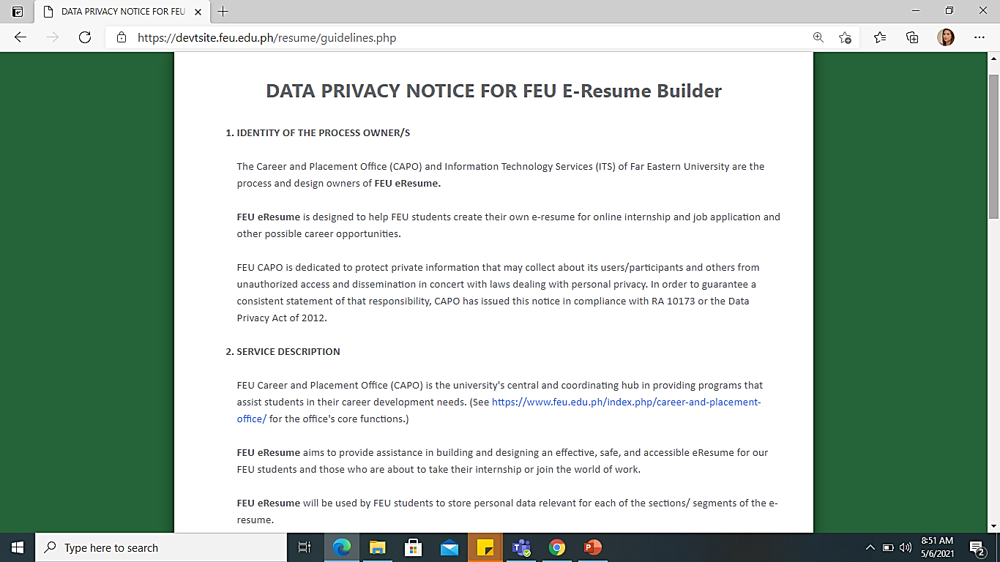 DATA PRIVACY NOTICE FOR FEU
https://devtsite.feu.edu.ph/resume/guidelines.php
DATA PRIVACY NOTICE FOR FEU E-Resume Builder
1. IDENTITY OF THE PROCESS OWNER/S
The Career and Placement Office (CAPO) and Information Technology Services (ITS) of Far Eastern University are the
process and design owners of FEU eResume.
FEU eResume is designed to help FEU students create their own e-resume for online internship and job application and
other possible career opportunities.
FEU CAPO is dedicated to protect private information that may collect about its users/participants and others from
unauthorized access and dissemination in concert with laws dealing with personal privacy. In order to guarantee a
consistent statement of that responsibility, CAPO has issued this notice in compliance with RA 10173 or the Data
Privacy Act of 2012.
2. SERVICE DESCRIPTION
FEU Career and Placement Office (CAPO) is the university's central and coordinating hub in providing programs that
assist students in their career development needs. (See https://www.feu.edu.ph/index.php/career-and-placement-
office/ for the office's core functions.)
FEU eResume aims to provide assistance in building and designing an effective, safe, and accessible eResume for our
FEU students and those who are about to take their internship or join the world of work.
FEU eResume will be used by FEU students to store personal data relevant for each of the sections/ segments of the e-
resume.
Type here to search
8:51 AM
5/6/2021
2